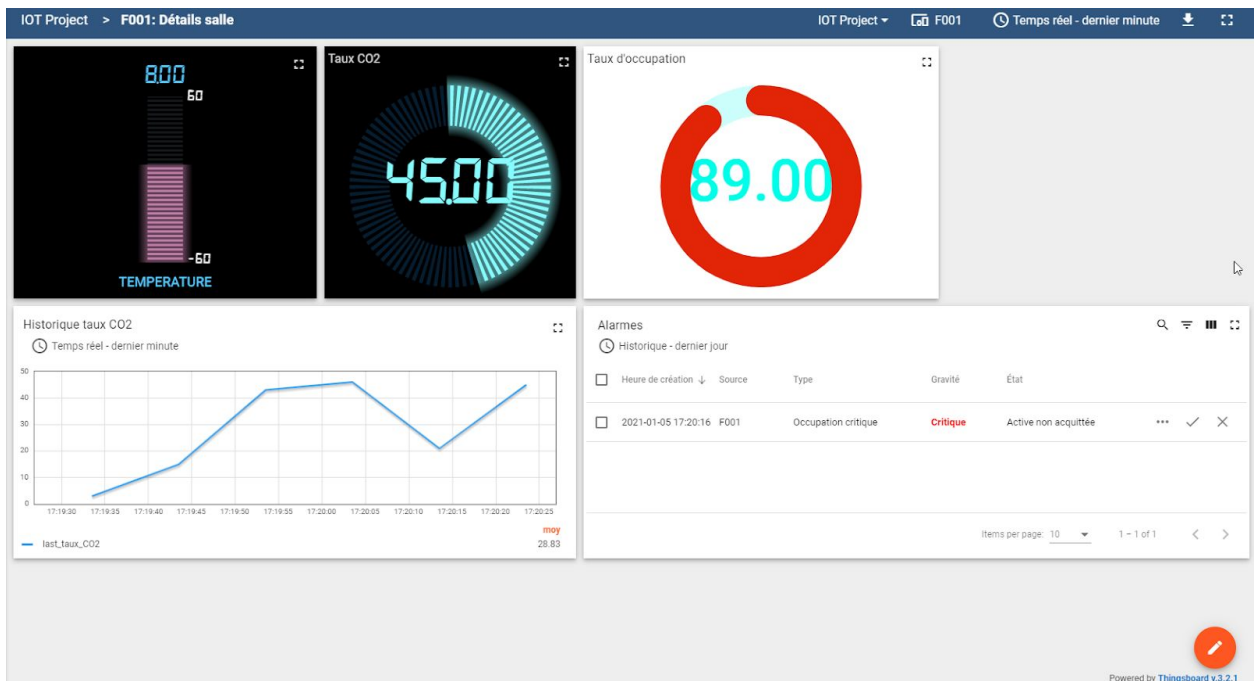 IOT Project > F001: Détails salle
IOT Project
F001
Temps réel - dernier minute
8.00
60
-60
TEMPERATURE
Taux CO2
45.00
Taux d'occupation
89.00
Historique taux CO2
Temps réel - dernier minute
50
40
30
20
10
0
17:19:30 17:19:35 17:19:40 17:19:45 17:19:50 17:19:55 17:20:00 17:20:05 17:20:10 17:20:15 17:20:20 17:20:25
moy
last_taux_CO2 28.83
Alarmes
Historique - dernier jour
Heure de création Source Type Gravité État
2021-01-05 17:20:16 F001 Occupation critique Critique Active non acquittée
Items per page: 10 1 – 1 of 1
Powered by Thingsboard v.3.2.1